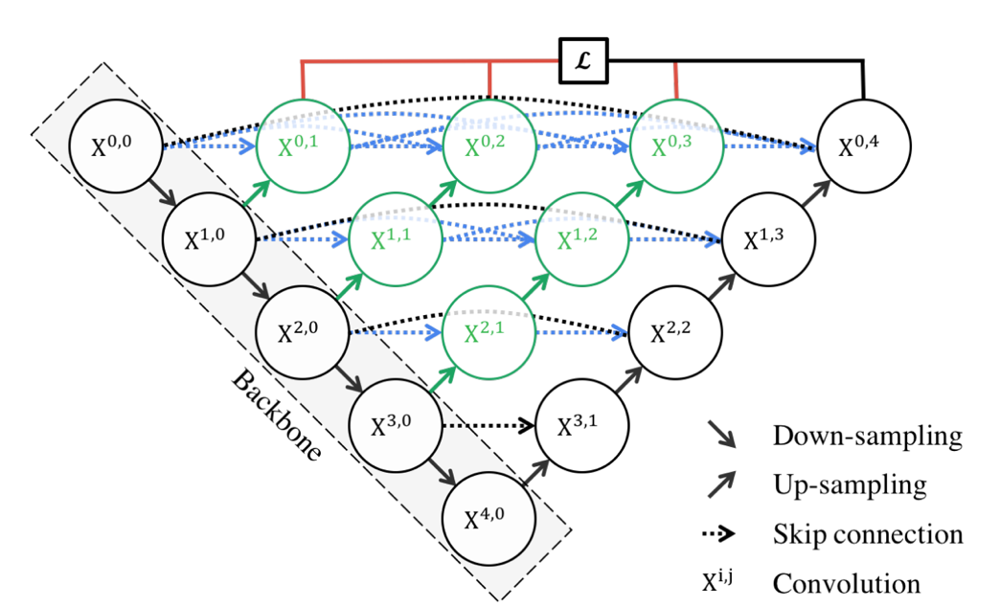 ℒ
X^{0,0} X^{0,1} X^{0,2} X^{0,3} X^{0,4}
X^{1,0} X^{1,1} X^{1,2} X^{1,3}
X^{2,0} X^{2,1} X^{2,2}
Backbone
X^{3,0} X^{3,1}
X^{4,0}
Down-sampling
Up-sampling
Skip connection
X^{i,j} Convolution